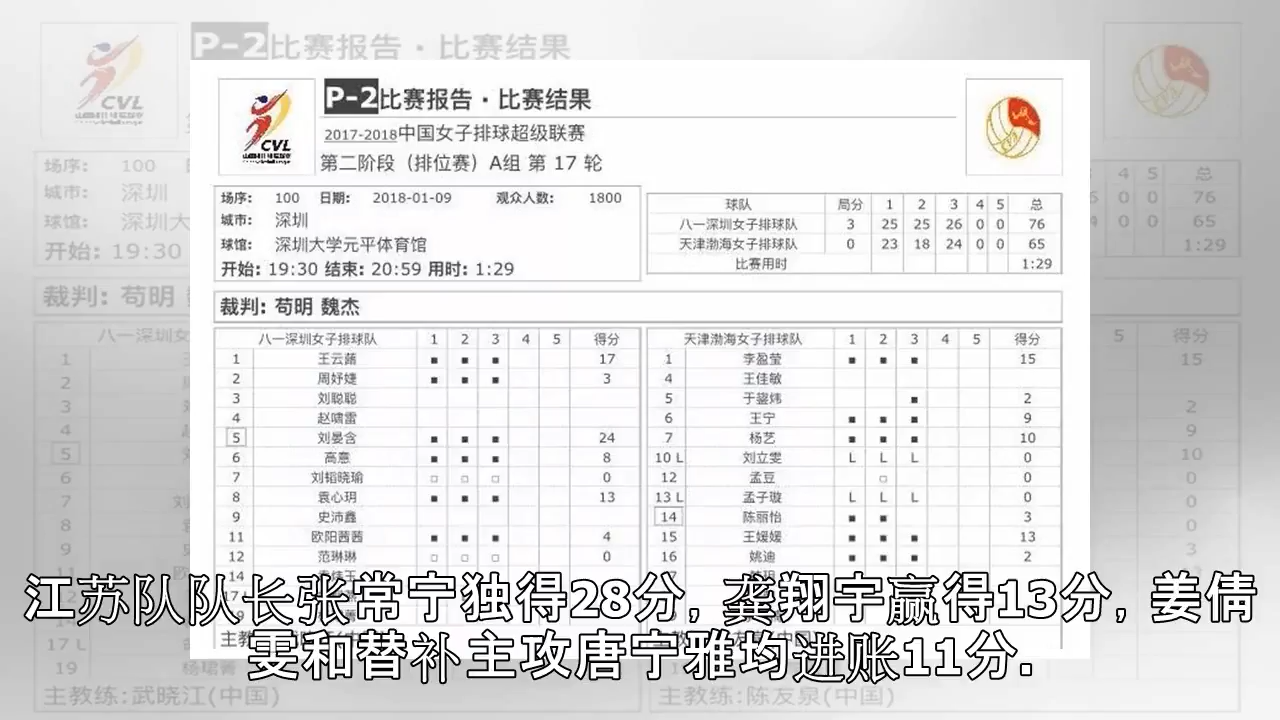 P-2比赛报告·比赛结果
CVL
2017-2018中国女子排球超级联赛
第二阶段（排位赛）A组 第 17 轮
场序: 100 日期: 2018-01-09 观众人数: 1800
城市: 深圳
球馆: 深圳大学元平体育馆
开始: 19:30 结束: 20:59 用时: 1:29
球队 局分 1 2 3 4 5 总
八一深圳女子排球队 3 25 25 26 0 0 76
天津渤海女子排球队 0 23 18 24 0 0 65
比赛用时 1:29
裁判: 苟明 魏杰
八一深圳女子排球队 1 2 3 4 5 得分
1 王云蕗 ■ ■ ■ 17
2 周妤婕 ■ ■ ■ 3
3 刘聪聪
4 赵啸雷
5 刘晏含 ■ ■ ■ 24
6 高意 ■ ■ ■ 8
7 刘韬晓瑜 □ □ □ 0
8 袁心玥 ■ ■ ■ 13
9 史沛鑫
11 欧阳茜茜 ■ ■ ■ 4
12 范琳琳 □ □ □ 0
14
天津渤海女子排球队 1 2 3 4 5 得分
1 李盈莹 ■ ■ ■ 15
4 王佳敏
5 于鋆炜 ■ 2
6 王宁 ■ ■ ■ 9
7 杨艺 ■ ■ ■ 10
10 L 刘立雯 L L L 0
12 孟豆 □ 0
13 L 孟子璇 L L L 0
14 陈丽怡 ■ ■ 3
15 王媛媛 ■ ■ ■ 13
16 姚迪 ■ ■ ■ 2
江苏队队长张常宁独得28分, 龚翔宇赢得13分, 姜倩
雯和替补主攻唐宁雅均进账11分.
17 L
19 杨珺菁
主教练:武晓江(中国)
主教练:陈友泉(中国)